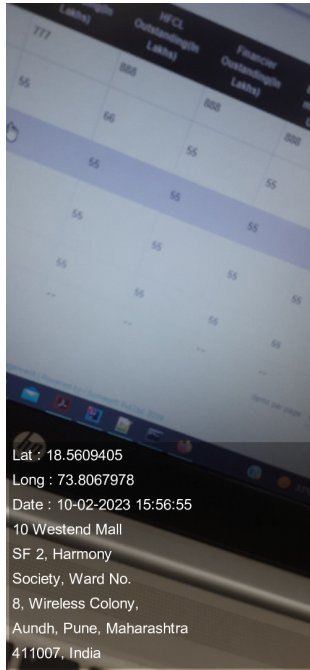 Lakhs)
HFCL
Outstanding(In
Lakhs)
Financier
Oustanding(In
Lakhs)
777 888 888 888
55 66 55 55
55 55 55
55 55 55 55
55 55 55 55
-- -- --
Items per page:
hp
Lat : 18.5609405
Long : 73.8067978
Date : 10-02-2023 15:56:55
10 Westend Mall
SF 2, Harmony
Society, Ward No.
8, Wireless Colony,
Aundh, Pune, Maharashtra
411007, India